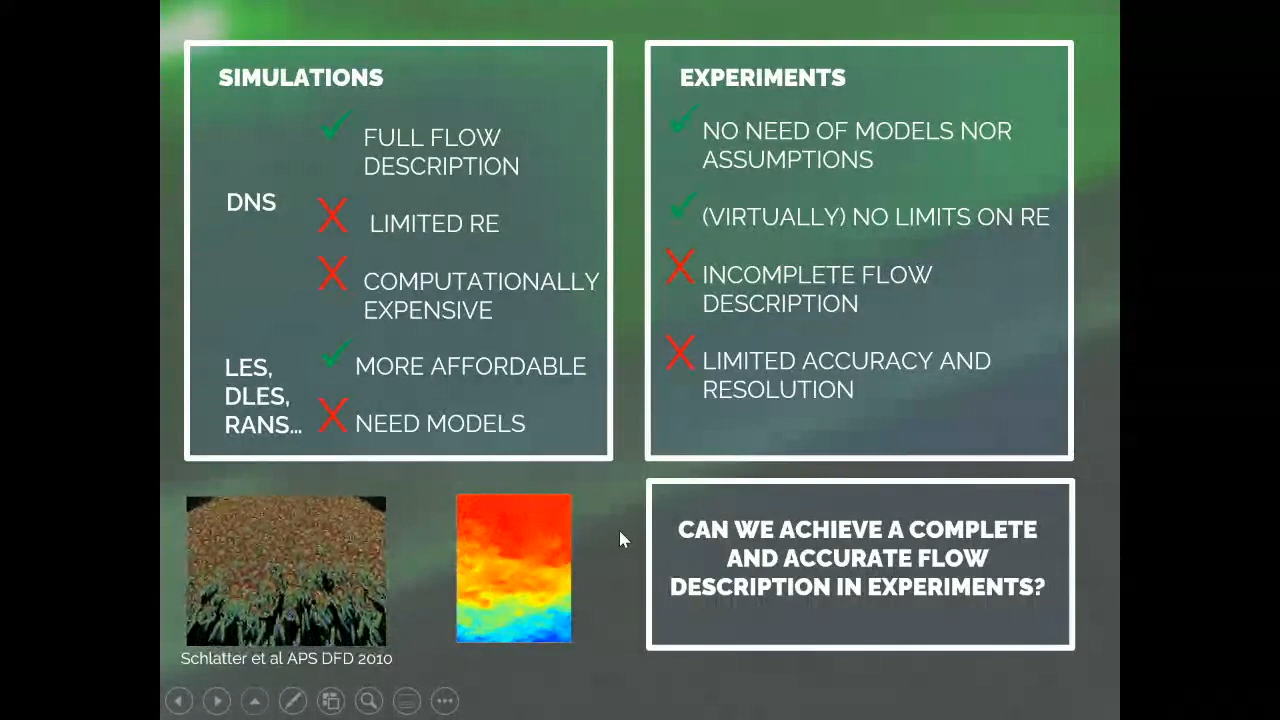 SIMULATIONS
FULL FLOW
DESCRIPTION
DNS
LIMITED RE
COMPUTATIONALLY
EXPENSIVE
LES,
DLES,
RANS...
MORE AFFORDABLE
NEED MODELS
EXPERIMENTS
NO NEED OF MODELS NOR
ASSUMPTIONS
(VIRTUALLY) NO LIMITS ON RE
INCOMPLETE FLOW
DESCRIPTION
LIMITED ACCURACY AND
RESOLUTION
Schlatter et al APS DFD 2010
CAN WE ACHIEVE A COMPLETE
AND ACCURATE FLOW
DESCRIPTION IN EXPERIMENTS?